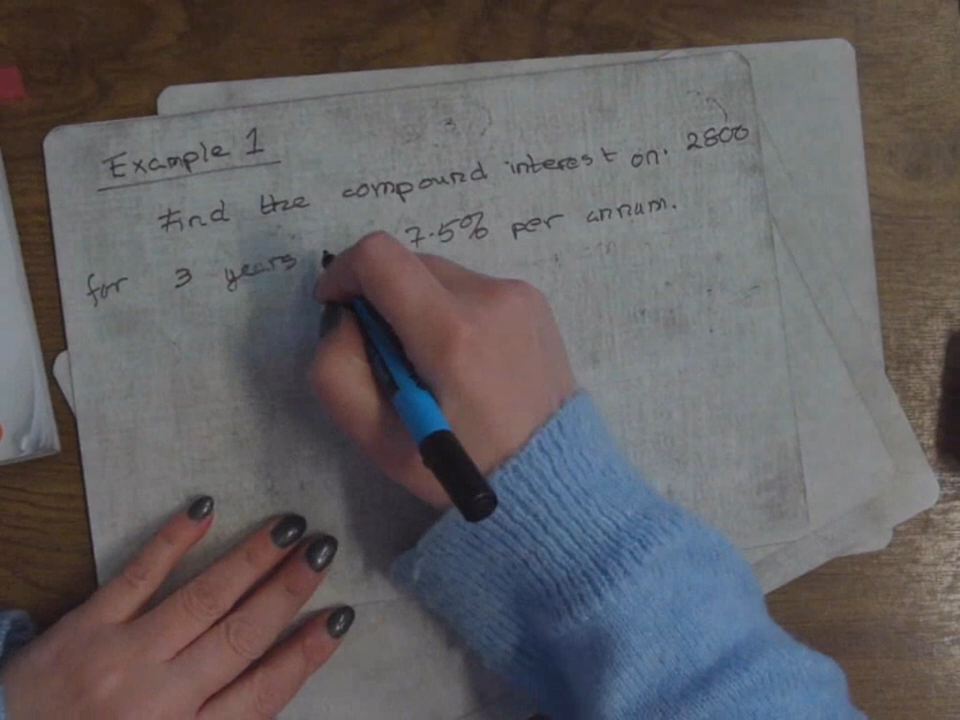 Example 1
Find the compound interest on. 2800
for 3 years 7.5% per annum.